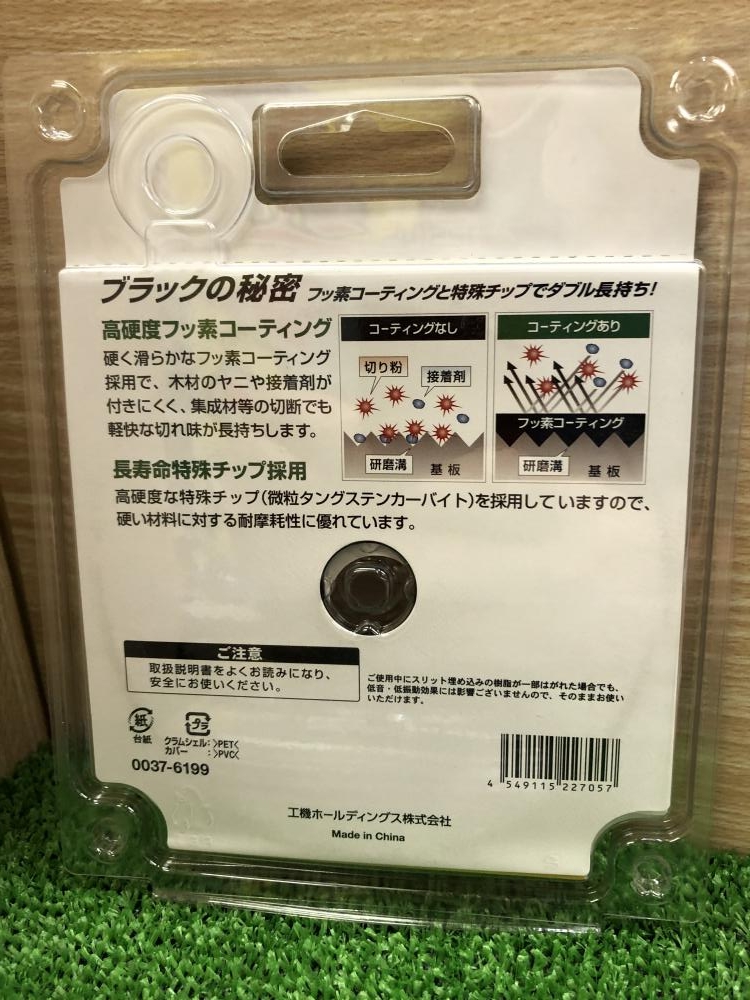 ブラックの秘密 フッ素コーティングと特殊チップでダブル長持ち!
高硬度フッ素コーティング
硬く滑らかなフッ素コーティング
採用で、木材のヤニや接着剤が
付きにくく、集成材等の切断でも
軽快な切れ味が長持ちします。
コーティングなし
切り粉
接着剤
研磨溝
基板
コーティングあり
フッ素コーティング
研磨溝
基板
長寿命特殊チップ採用
高硬度な特殊チップ(微粒タングステンカーバイト)を採用していますので、
硬い材料に対する耐摩耗性に優れています。
ご注意
取扱説明書をよくお読みになり、
安全にお使いください。
ご使用中にスリット埋め込みの樹脂が一部はがれた場合でも、
低音・低振動効果には影響ございませんので、そのままお使い
いただけます。
紙
台紙
プラ
クラムシェル:>PET<
カバー:>PVC<
0037-6199
4 549115 227057
工機ホールディングス株式会社
Made in China